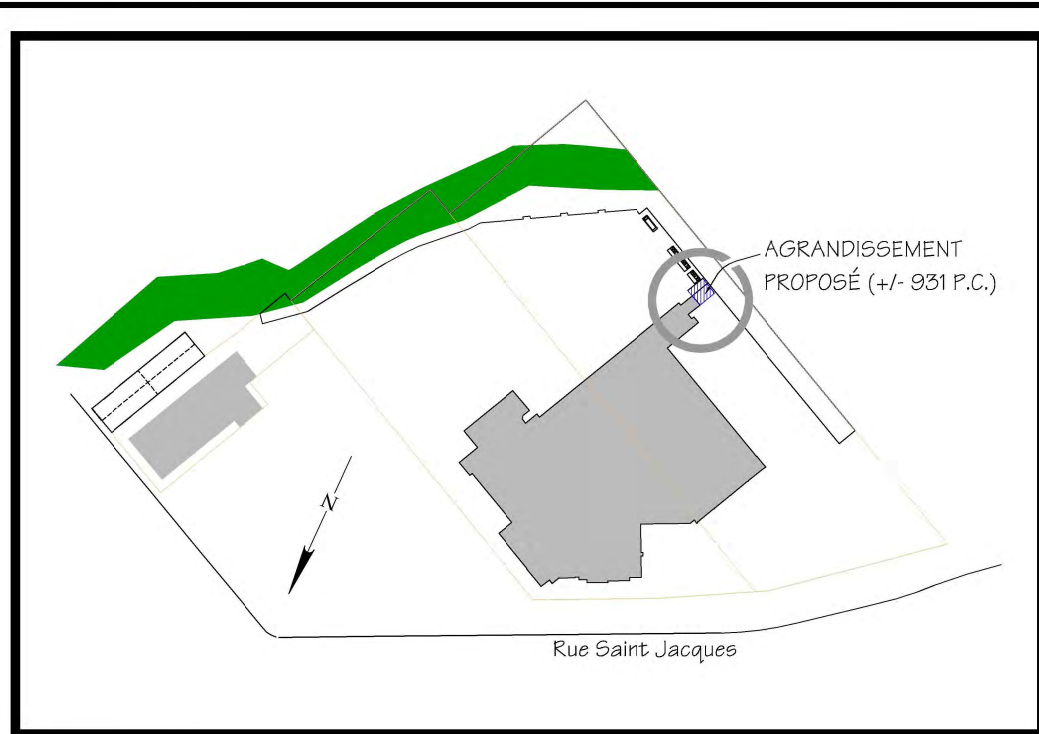 AGRANDISSEMENT
PROPOSÉ (+/- 931 P.C.)
N
Rue Saint Jacques